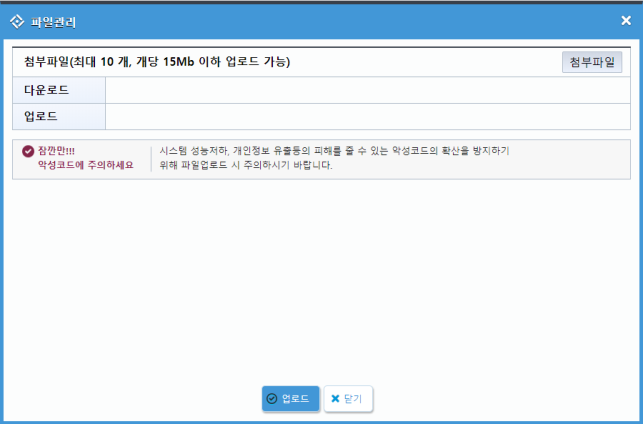 파일관리
첨부파일(최대 10 개, 개당 15Mb 이하 업로드 가능)
첨부파일
다운로드
업로드
잠깐만!!!
악성코드에 주의하세요
시스템 성능저하, 개인정보 유출등의 피해를 줄 수 있는 악성코드의 확산을 방지하기
위해 파일업로드 시 주의하시기 바랍니다.
업로드
닫기